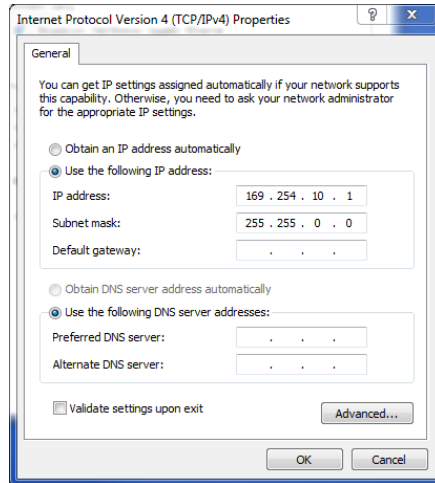 Internet Protocol Version 4 (TCP/IPv4) Properties
General
You can get IP settings assigned automatically if your network supports
this capability. Otherwise, you need to ask your network administrator
for the appropriate IP settings.
Obtain an IP address automatically
Use the following IP address:
IP address: 169 . 254 . 10 . 1
Subnet mask: 255 . 255 . 0 . 0
Default gateway: . . .
Obtain DNS server address automatically
Use the following DNS server addresses:
Preferred DNS server: . . .
Alternate DNS server: . . .
Validate settings upon exit
Advanced...
OK Cancel